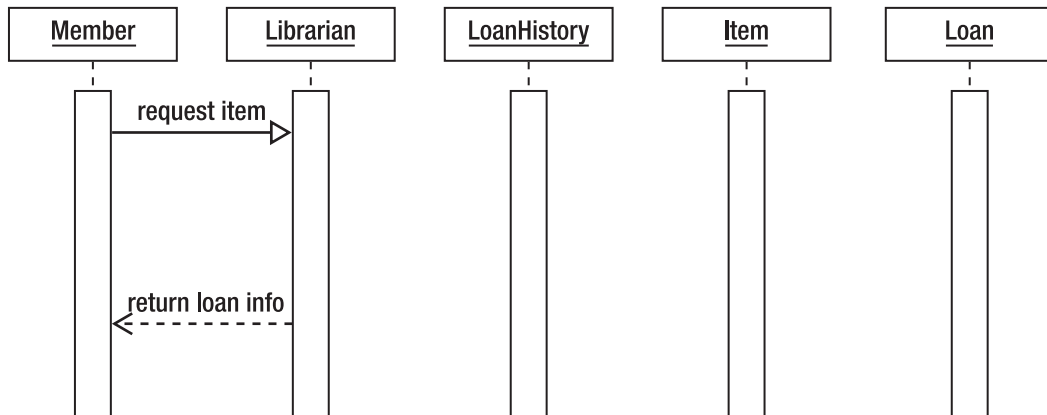 Member
Librarian
LoanHistory
Item
Loan
request item
return loan info